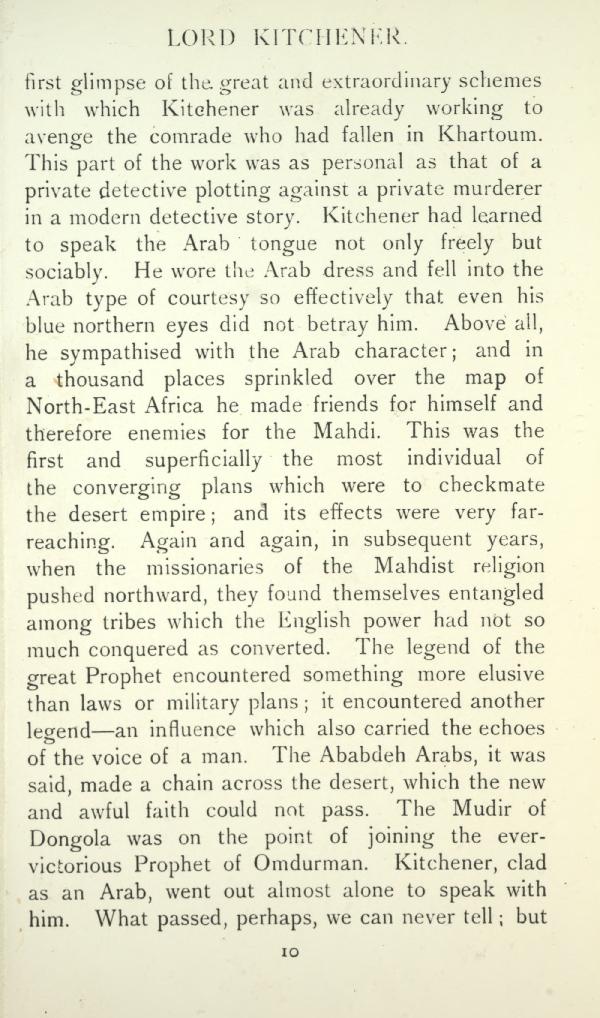 LORD KITCHENER.
first glimpse of the great and extraordinary schemes
with which Kitchener was already working to
avenge the comrade who had fallen in Khartoum.
This part of the work was as personal as that of a
private detective plotting against a private murderer
in a modern detective story. Kitchener had learned
to speak the Arab tongue not only freely but
sociably. He wore the Arab dress and fell into the
Arab type of courtesy so effectively that even his
blue northern eyes did not betray him. Above all,
he sympathised with the Arab character; and in
a thousand places sprinkled over the map of
North-East Africa he made friends for himself and
therefore enemies for the Mahdi. This was the
first and superficially the most individual of
the converging plans which were to checkmate
the desert empire; and its effects were very far-
reaching. Again and again, in subsequent years,
when the missionaries of the Mahdist religion
pushed northward, they found themselves entangled
among tribes which the English power had not so
much conquered as converted. The legend of the
great Prophet encountered something more elusive
than laws or military plans; it encountered another
legend—an influence which also carried the echoes
of the voice of a man. The Ababdeh Arabs, it was
said, made a chain across the desert, which the new
and awful faith could not pass. The Mudir of
Dongola was on the point of joining the ever-
victorious Prophet of Omdurman. Kitchener, clad
as an Arab, went out almost alone to speak with
him. What passed, perhaps, we can never tell; but
10